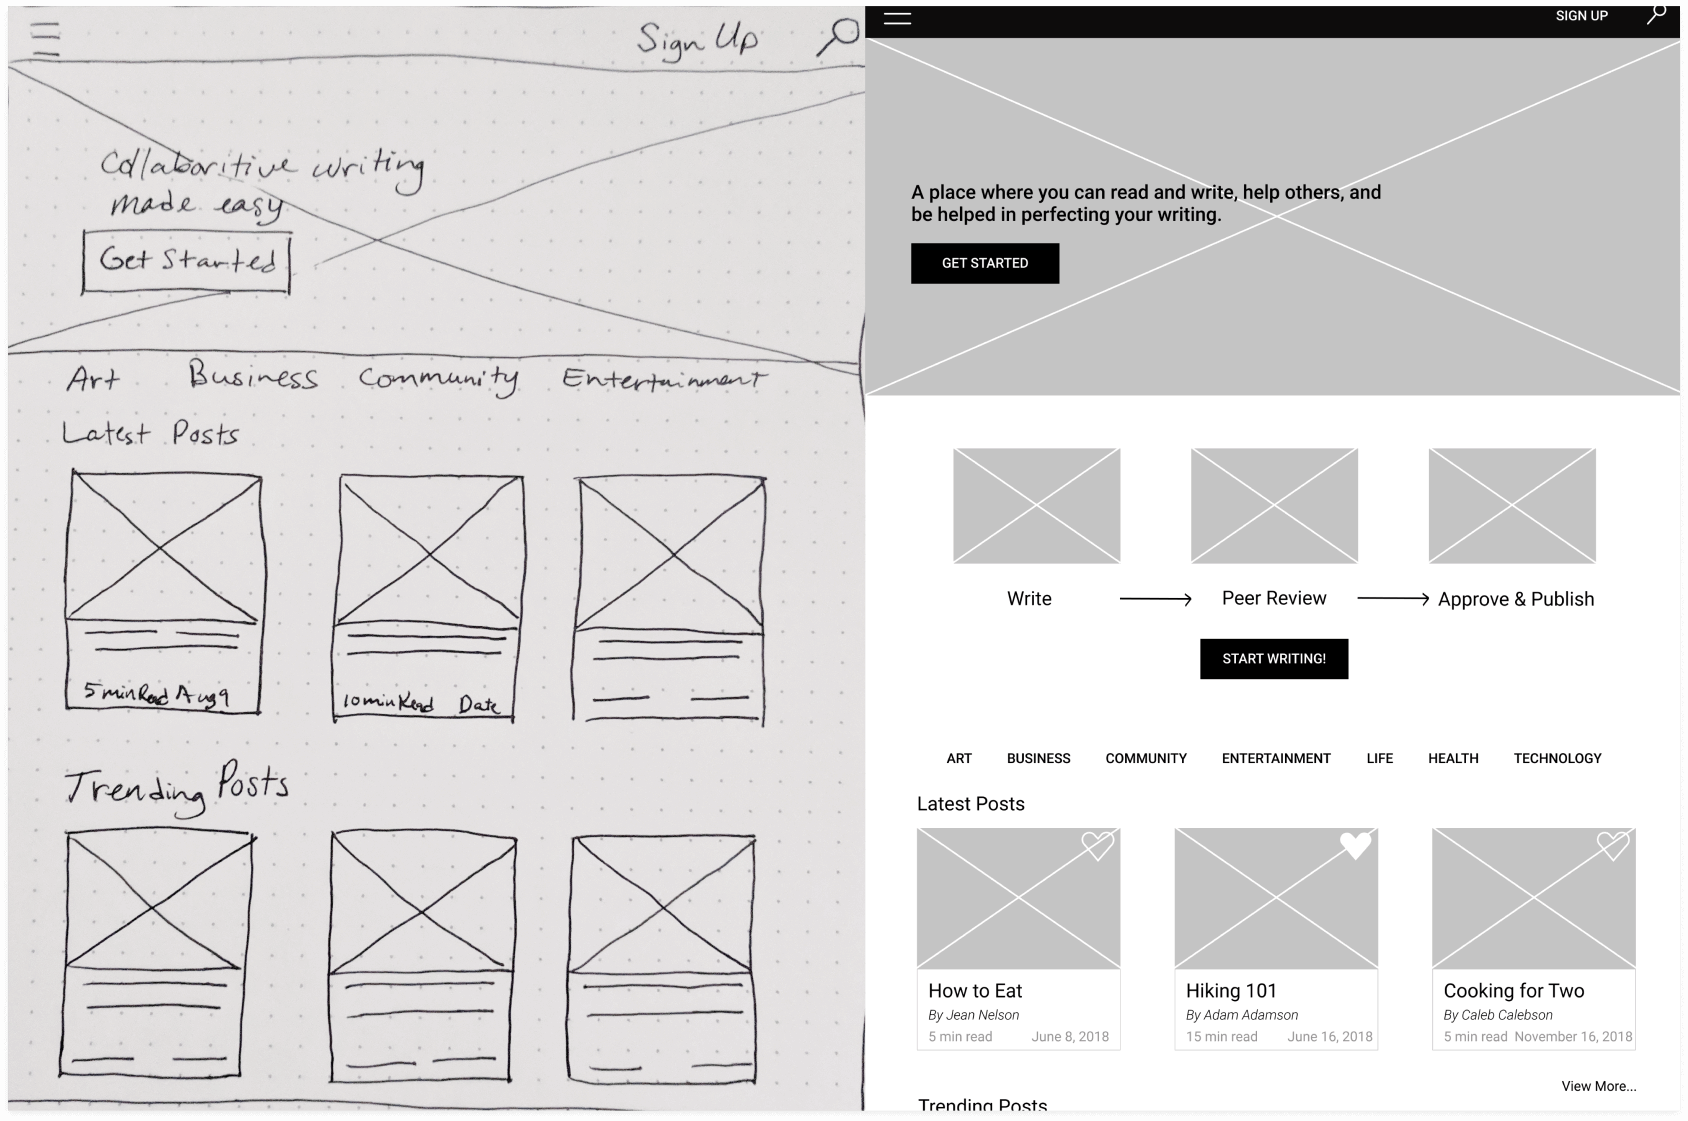 Sign Up
Collaboritive writing
made easy
Get Started
Art Business Community Entertainment
Latest Posts
5 min Read Aug 9
10 min Read Date
Trending Posts
SIGN UP
A place where you can read and write, help others, and
be helped in perfecting your writing.
GET STARTED
Write Peer Review Approve & Publish
START WRITING!
ART BUSINESS COMMUNITY ENTERTAINMENT LIFE HEALTH TECHNOLOGY
Latest Posts
How to Eat Hiking 101 Cooking for Two
By Jean Nelson By Adam Adamson By Caleb Calebson
5 min read June 8, 2018 15 min read June 16, 2018 5 min read November 16, 2018
View More...
Trending Posts